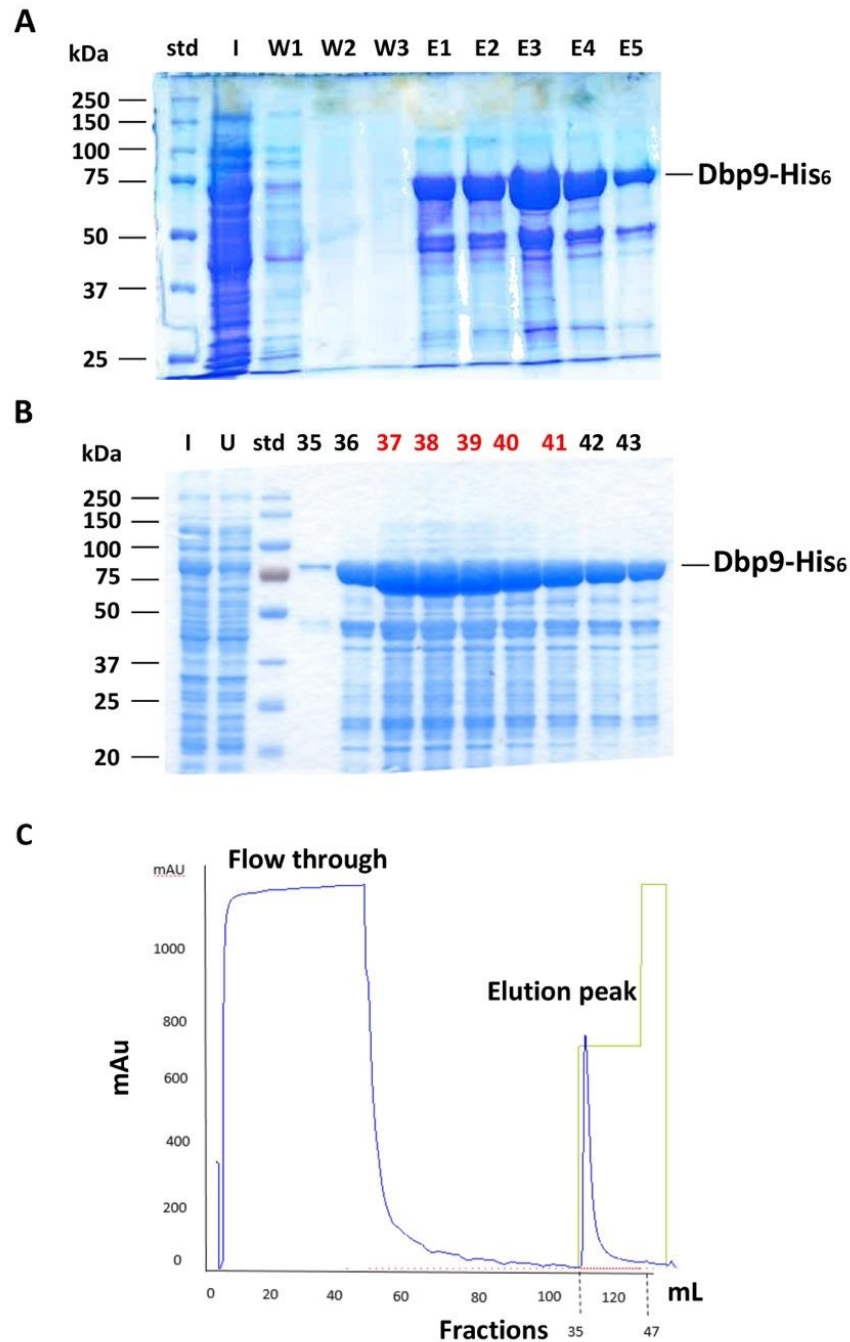 A
kDa std I W1 W2 W3 E1 E2 E3 E4 E5
250
150
100
75
Dbp9-His6
50
37
25
B
kDa I U std 35 36 37 38 39 40 41 42 43
250
150
100
75
Dbp9-His6
50
37
25
20
C
mAU
Flow through
1000
Elution peak
800
mAu
600
400
200
0
0 20 40 60 80 100 120 mL
Fractions 35 47